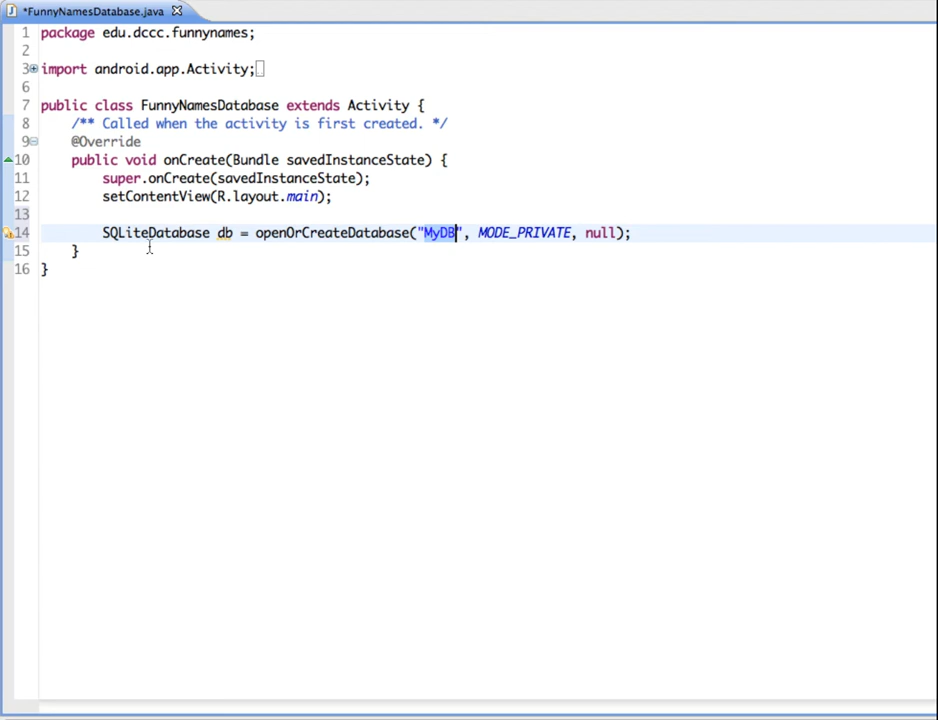 *FunnyNamesDatabase.java
1 package edu.dccc.funnynames;
2
3 import android.app.Activity;
6
7 public class FunnyNamesDatabase extends Activity {
8 /** Called when the activity is first created. */
9 @Override
10 public void onCreate(Bundle savedInstanceState) {
11 super.onCreate(savedInstanceState);
12 setContentView(R.layout.main);
13
14 SQLiteDatabase db = openOrCreateDatabase("MyDB", MODE_PRIVATE, null);
15 }
16 }